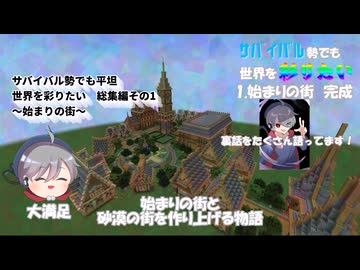 サバイバル勢でも平坦
世界を彩りたい　総集編その1
～始まりの街～
サバイバル勢でも
世界を彩りたい
1.始まりの街　完成
裏話をたくさん語ってます！
大満足
始まりの街と
砂漠の街を作り上げる物語